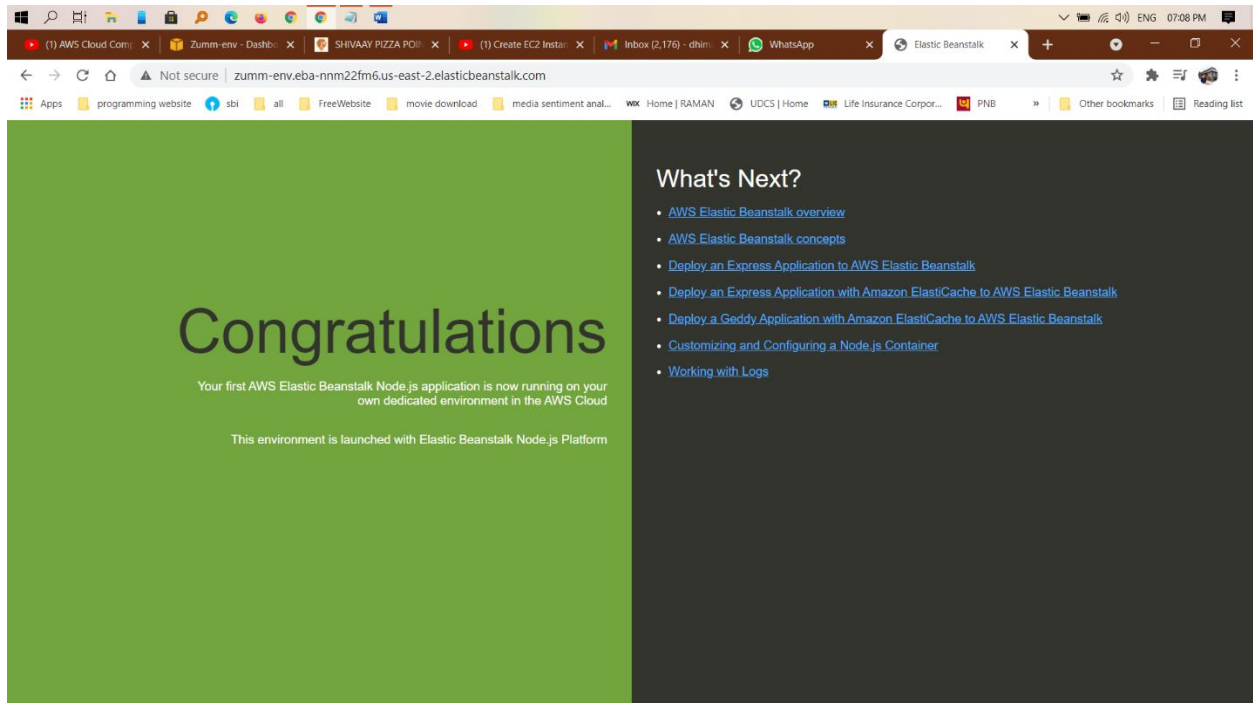 ENG 07:08 PM
(1) AWS Cloud Comp
Zumm-env - Dashbo
SHIVAAY PIZZA POIN
(1) Create EC2 Instan
Inbox (2,176) - dhim
WhatsApp
Elastic Beanstalk
Not secure | zumm-env.eba-nnm22fm6.us-east-2.elasticbeanstalk.com
Apps programming website sbi all FreeWebsite movie download media sentiment anal... WIX Home | RAMAN UDCS | Home Life Insurance Corpor... PNB » Other bookmarks Reading list
Congratulations
Your first AWS Elastic Beanstalk Node.js application is now running on your
own dedicated environment in the AWS Cloud
This environment is launched with Elastic Beanstalk Node.js Platform
What's Next?
• AWS Elastic Beanstalk overview
• AWS Elastic Beanstalk concepts
• Deploy an Express Application to AWS Elastic Beanstalk
• Deploy an Express Application with Amazon ElastiCache to AWS Elastic Beanstalk
• Deploy a Geddy Application with Amazon ElastiCache to AWS Elastic Beanstalk
• Customizing and Configuring a Node.js Container
• Working with Logs